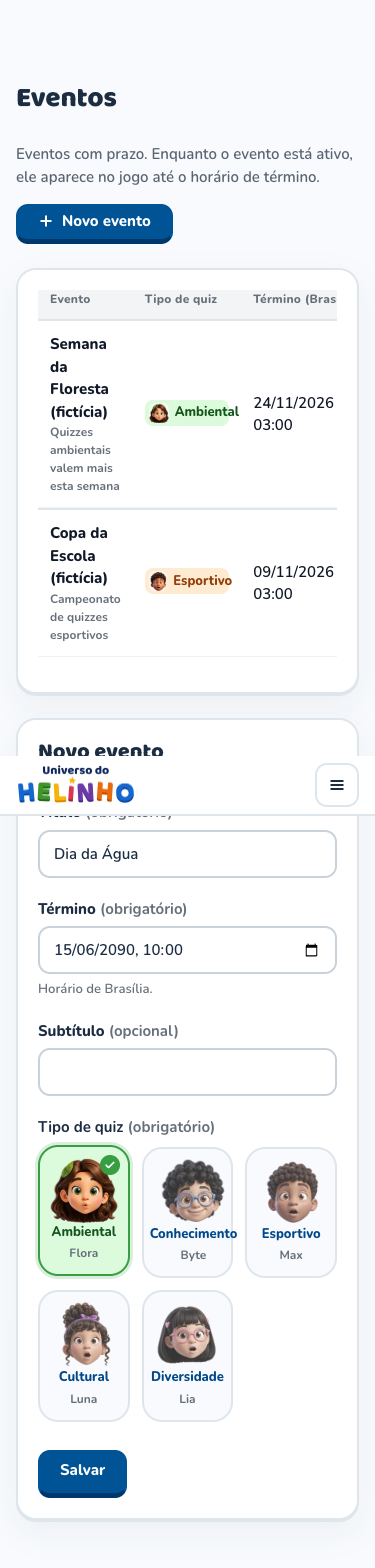 Eventos
Eventos com prazo. Enquanto o evento está ativo,
ele aparece no jogo até o horário de término.
+ Novo evento
Evento Tipo de quiz Término (Bras
Semana
da
Floresta
(fictícia)
Quizzes
ambientais
valem mais
esta semana
Ambiental
24/11/2026
03:00
Copa da
Escola
(fictícia)
Campeonato
de quizzes
esportivos
Esportivo
09/11/2026
03:00
Novo evento
Universo do
HELINHO
Título (obrigatório)
Dia da Água
Término (obrigatório)
15/06/2090, 10:00
Horário de Brasília.
Subtítulo (opcional)
Tipo de quiz (obrigatório)
Ambiental
Flora
Conhecimento
Byte
Esportivo
Max
Cultural
Luna
Diversidade
Lia
Salvar